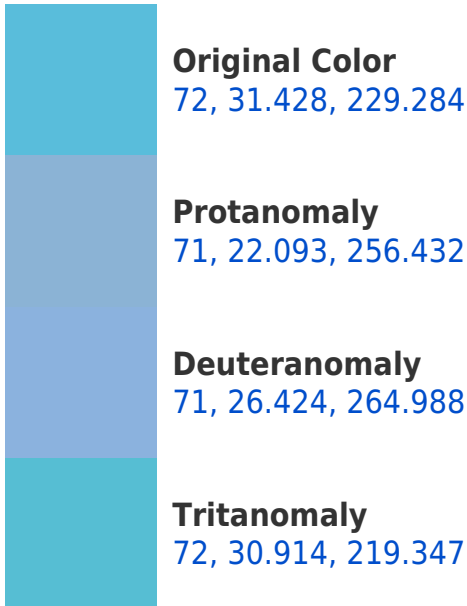 Original Color
72, 31.428, 229.284
Protanomaly
71, 22.093, 256.432
Deuteranomaly
71, 26.424, 264.988
Tritanomaly
72, 30.914, 219.347